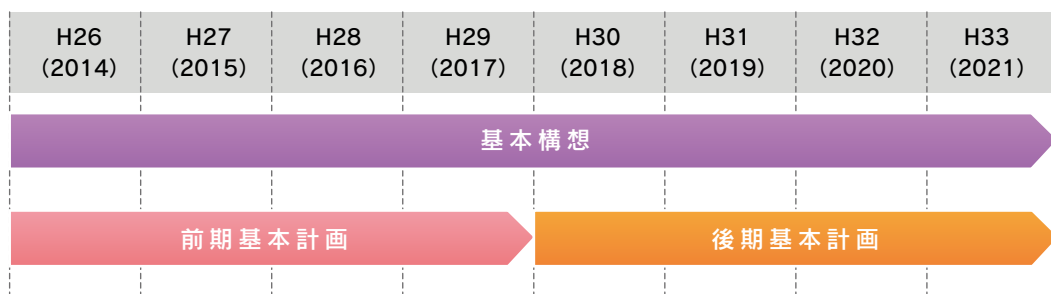 H26 H27 H28 H29 H30 H31 H32 H33
（2014） （2015） （2016） （2017） （2018） （2019） （2020） （2021）
基本構想
前期基本計画 後期基本計画